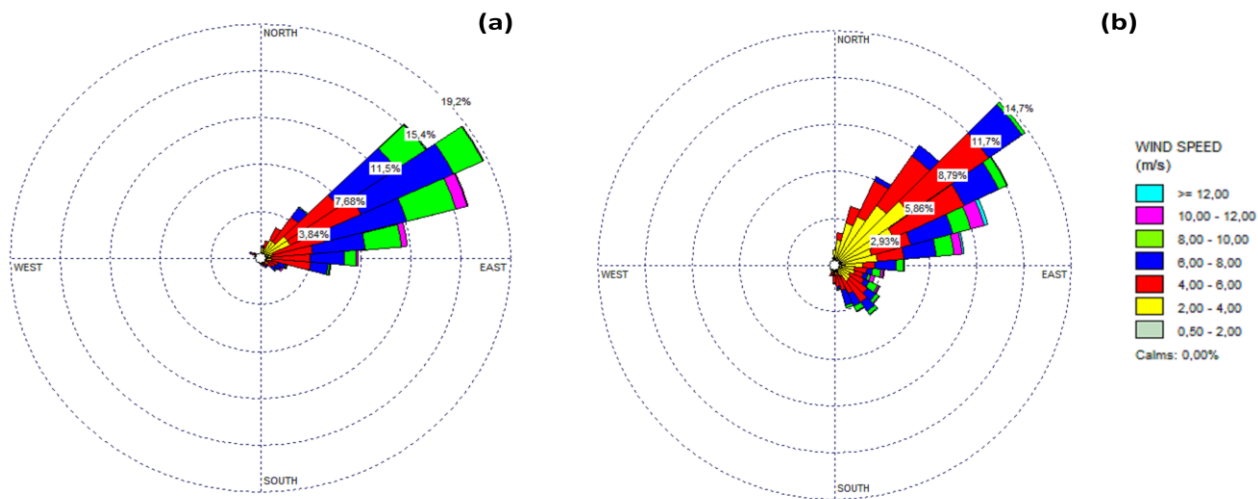 (a)
NORTH
19,2%
15,4%
11,5%
7,68%
3,84%
WEST
EAST
SOUTH
(b)
NORTH
14,7%
11,7%
8,79%
5,86%
2,93%
WEST
EAST
SOUTH
WIND SPEED
(m/s)
>= 12,00
10,00 - 12,00
8,00 - 10,00
6,00 - 8,00
4,00 - 6,00
2,00 - 4,00
0,50 - 2,00
Calms: 0,00%